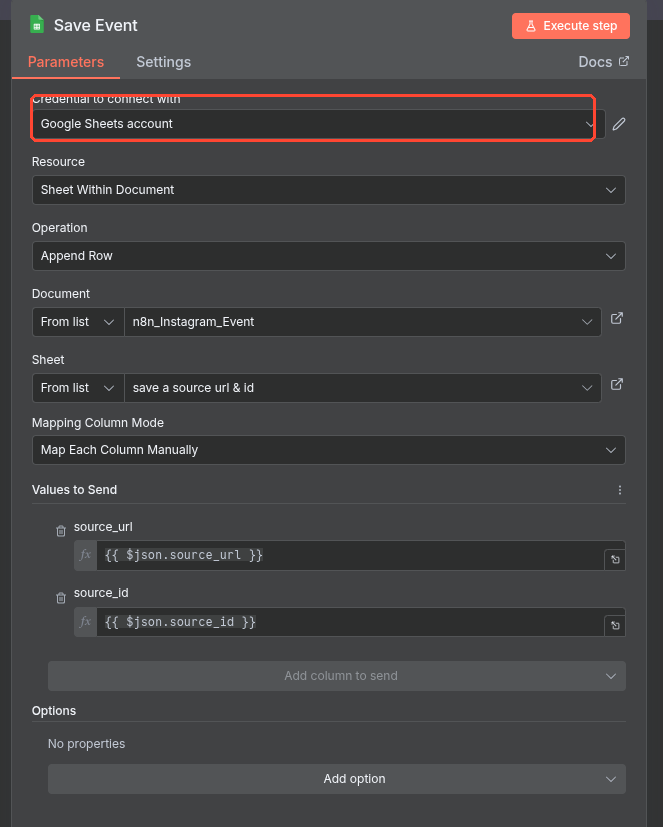 Save Event
Execute step
Parameters
Settings
Docs
Credential to connect with
Google Sheets account
Resource
Sheet Within Document
Operation
Append Row
Document
From list
n8n_Instagram_Event
Sheet
From list
save a source url & id
Mapping Column Mode
Map Each Column Manually
Values to Send
source_url
fx
{{ $json.source_url }}
source_id
fx
{{ $json.source_id }}
Add column to send
Options
No properties
Add option